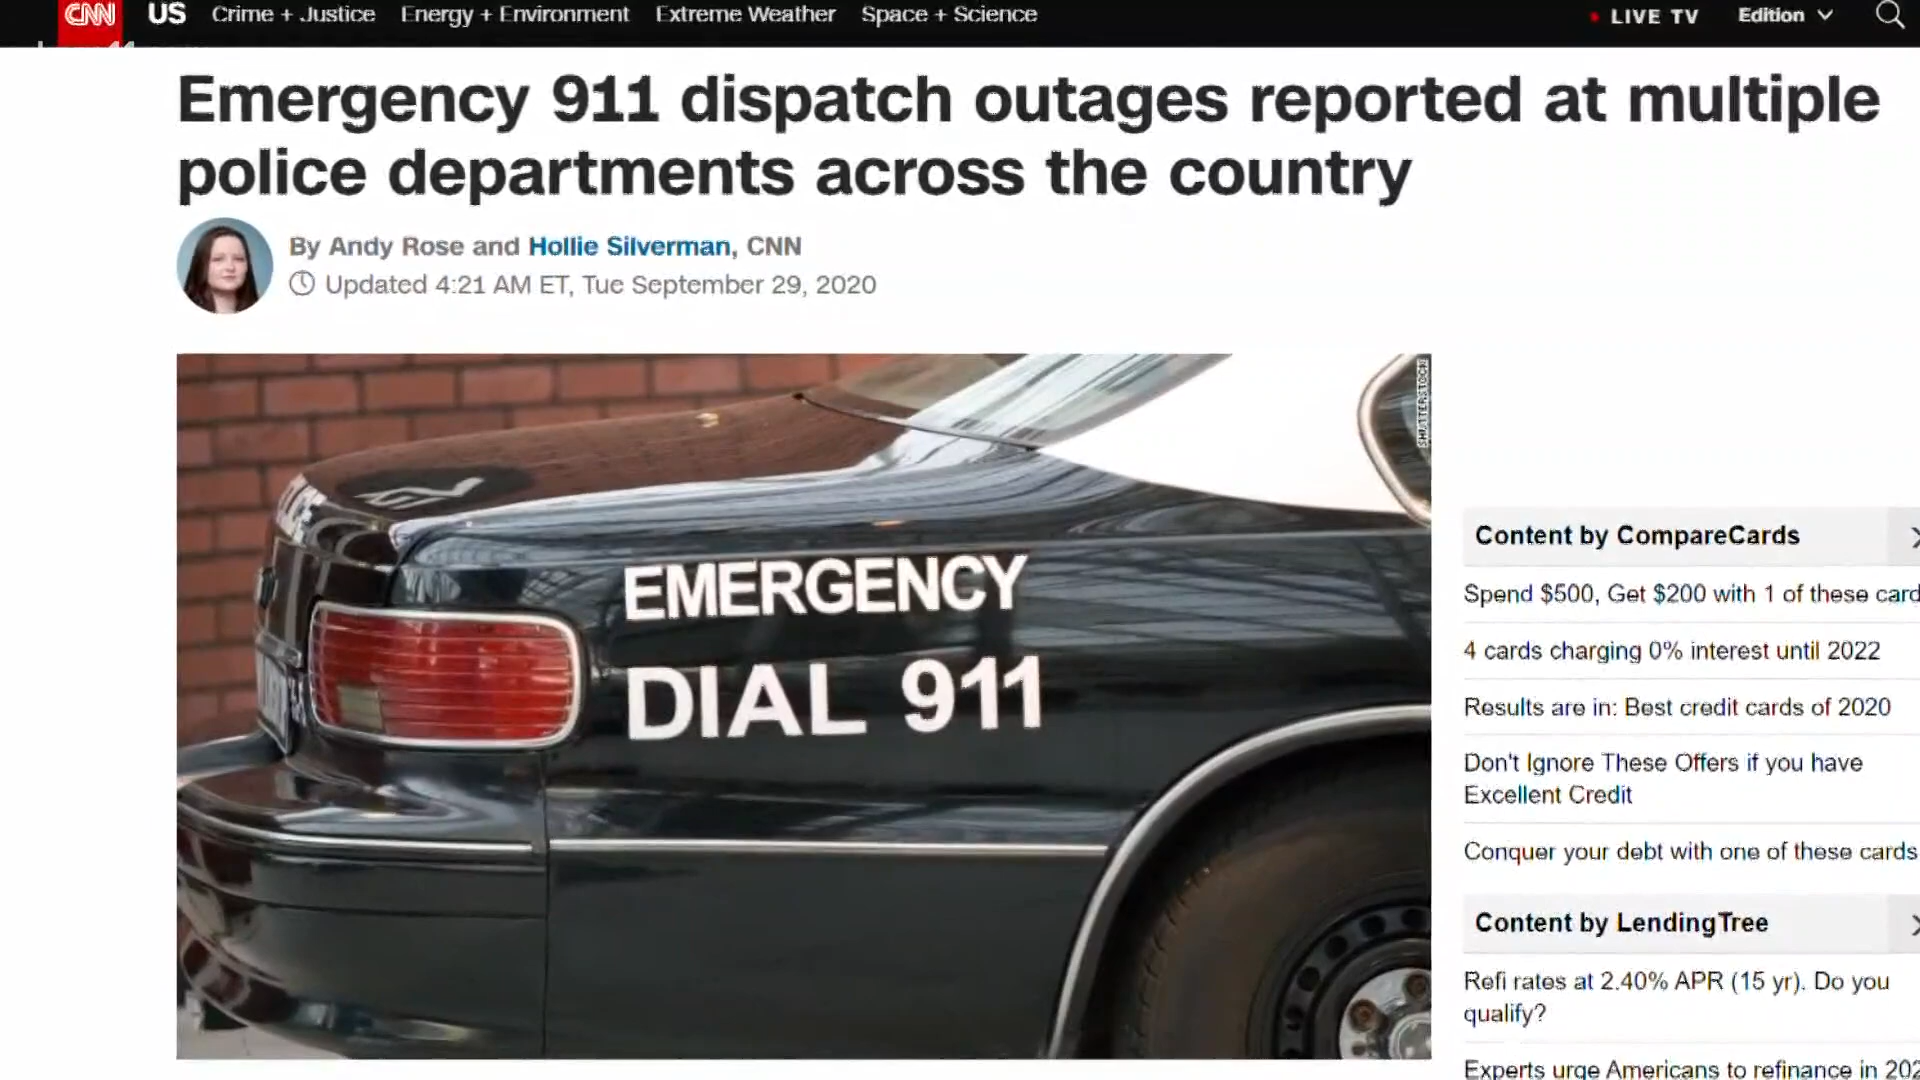 CNN US Crime + Justice Energy + Environment Extreme Weather Space + Science LIVE TV Edition
Emergency 911 dispatch outages reported at multiple
police departments across the country
By Andy Rose and Hollie Silverman, CNN
Updated 4:21 AM ET, Tue September 29, 2020
SHUTTERSTOCK
EMERGENCY
DIAL 911
Content by CompareCards
Spend $500, Get $200 with 1 of these card
4 cards charging 0% interest until 2022
Results are in: Best credit cards of 2020
Don't Ignore These Offers if you have
Excellent Credit
Conquer your debt with one of these cards
Content by LendingTree
Refi rates at 2.40% APR (15 yr). Do you
qualify?
Experts urge Americans to refinance in 202